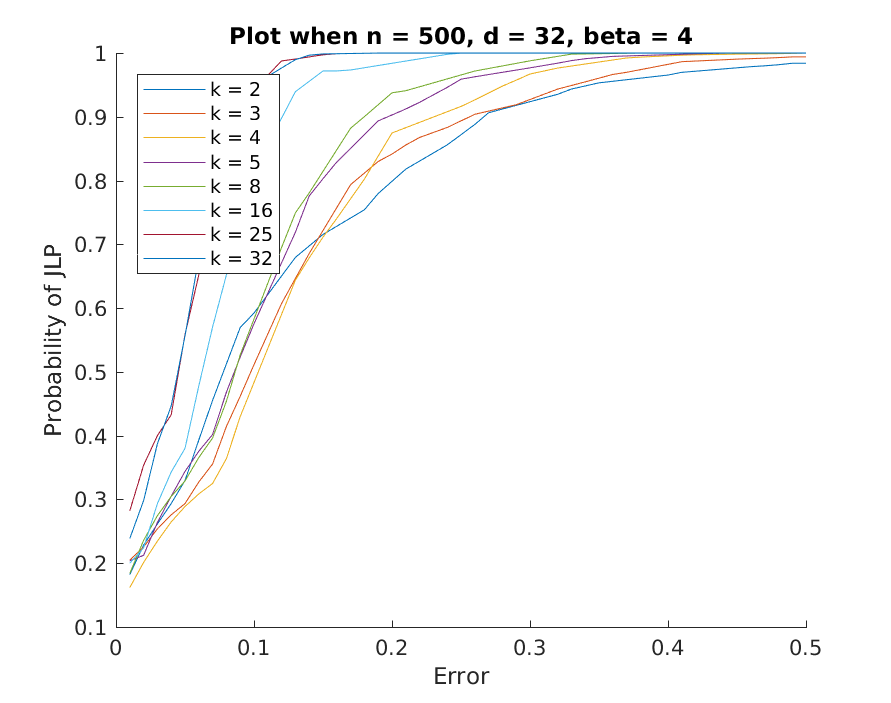 Plot when n = 500, d = 32, beta = 4
1
0.9
0.8
0.7
0.6
0.5
0.4
0.3
0.2
0.1
Probability of JLP
k = 2
k = 3
k = 4
k = 5
k = 8
k = 16
k = 25
k = 32
0
0.1
0.2
0.3
0.4
0.5
Error